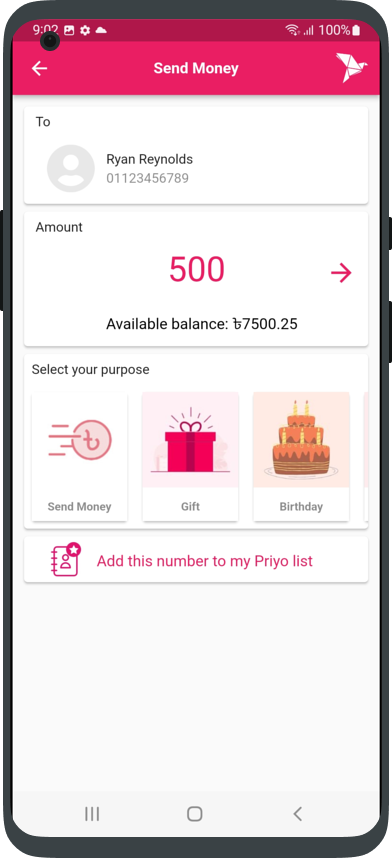 9:02 100%
Send Money
To
Ryan Reynolds
01123456789
Amount
500
Available balance: ৳7500.25
Select your purpose
Send Money Gift Birthday
Add this number to my Priyo list